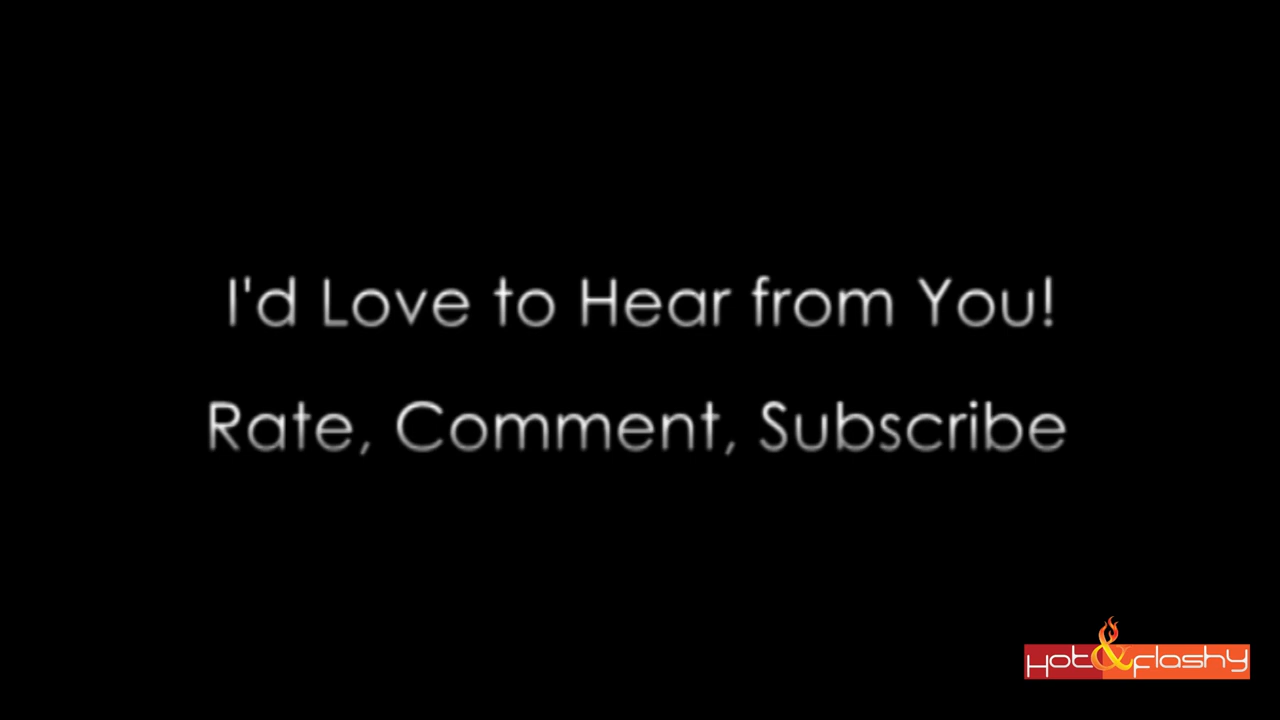 I'd Love to Hear from You!
Rate, Comment, Subscribe
Hot & flashy